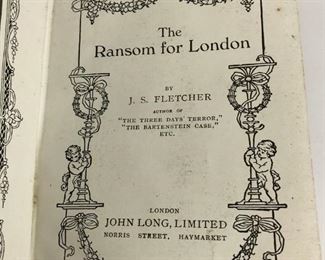 The
Ransom for London
BY
J. S. FLETCHER
AUTHOR OF
"THE THREE DAYS' TERROR,"
"THE BARTENSTEIN CASE,"
ETC.
LONDON
JOHN LONG, LIMITED
NORRIS STREET, HAYMARKET